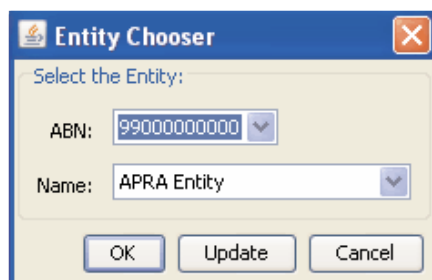 Entity Chooser
Select the Entity:
ABN: 99000000000
Name: APRA Entity
OK Update Cancel